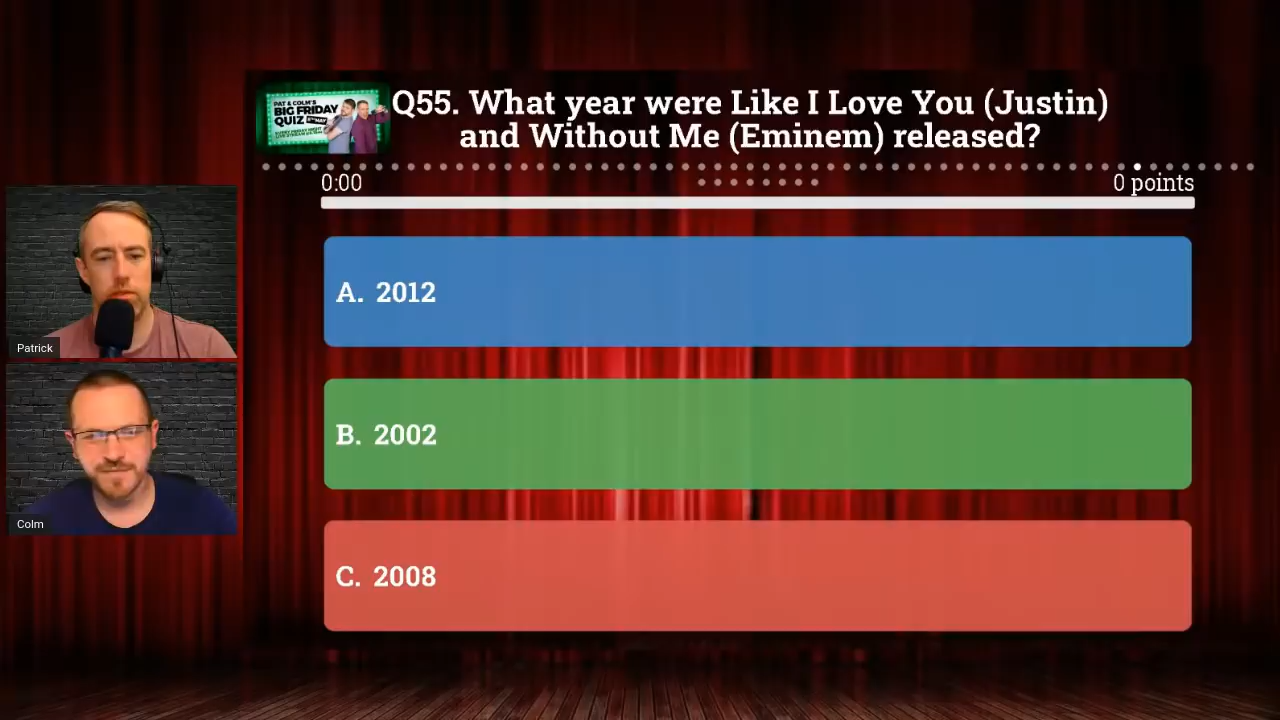 PAT & COLM'S
BIG FRIDAY
QUIZ
Q55. What year were Like I Love You (Justin)
and Without Me (Eminem) released?
0:00
0 points
A. 2012
B. 2002
C. 2008
Patrick
Colm